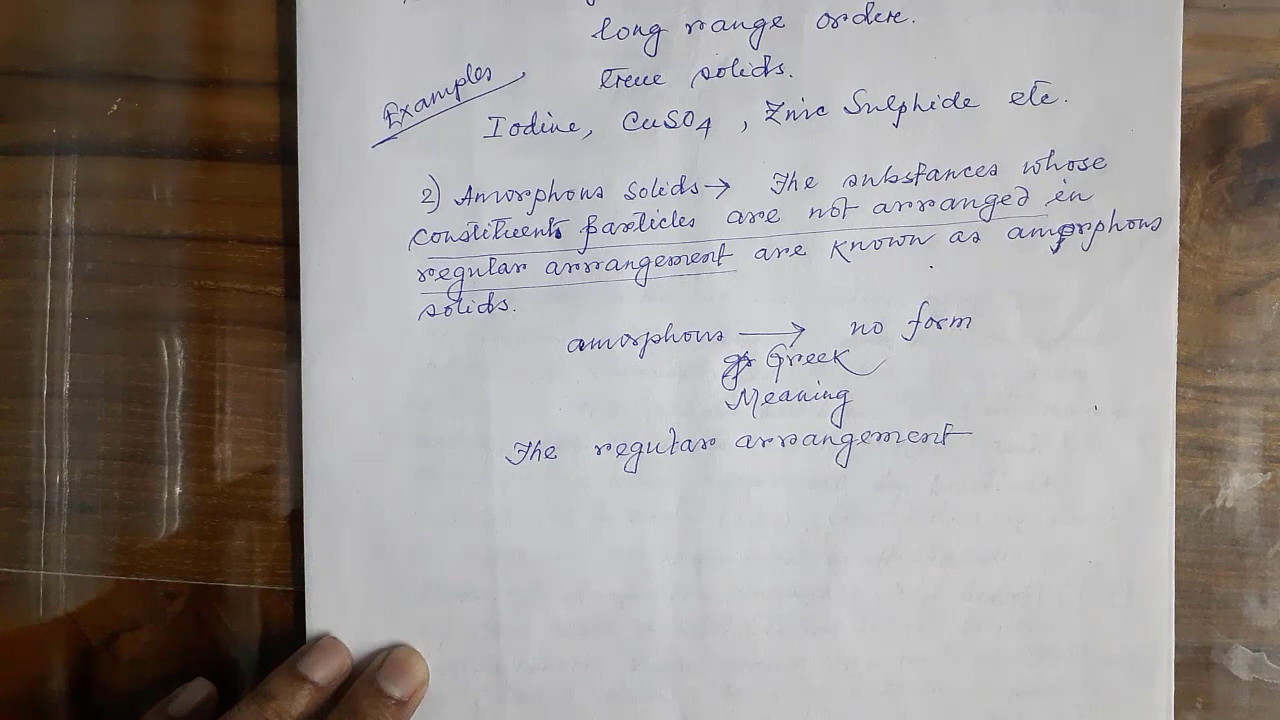 long range order.
true solids.
Examples
Iodine, CuSO4, Zinc Sulphide etc.
2) Amorphous Solids → The substances whose
constituents particles are not arranged in
regular arrangement are known as amorphous
solids.
amorphous → no form
Greek
Meaning
The regular arrangement